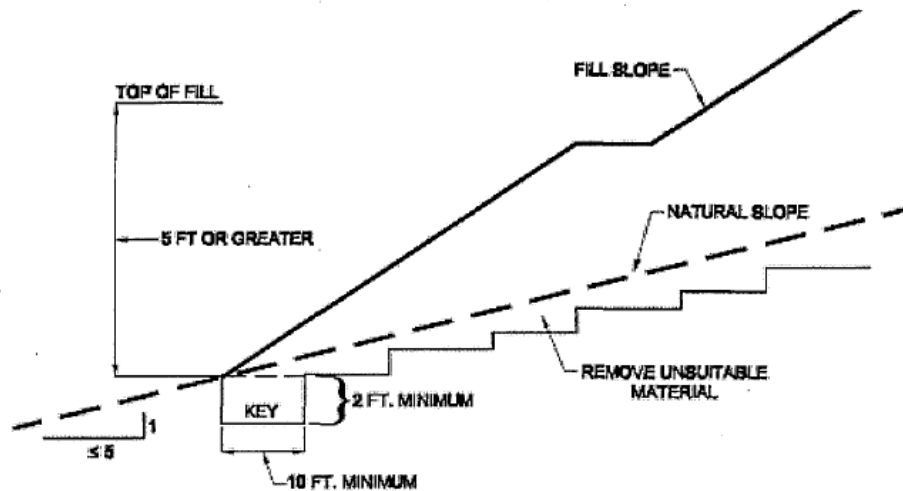 FILL SLOPE
TOP OF FILL
5 FT OR GREATER
NATURAL SLOPE
REMOVE UNSUITABLE
MATERIAL
KEY
2 FT. MINIMUM
1
≤ 5
10 FT. MINIMUM